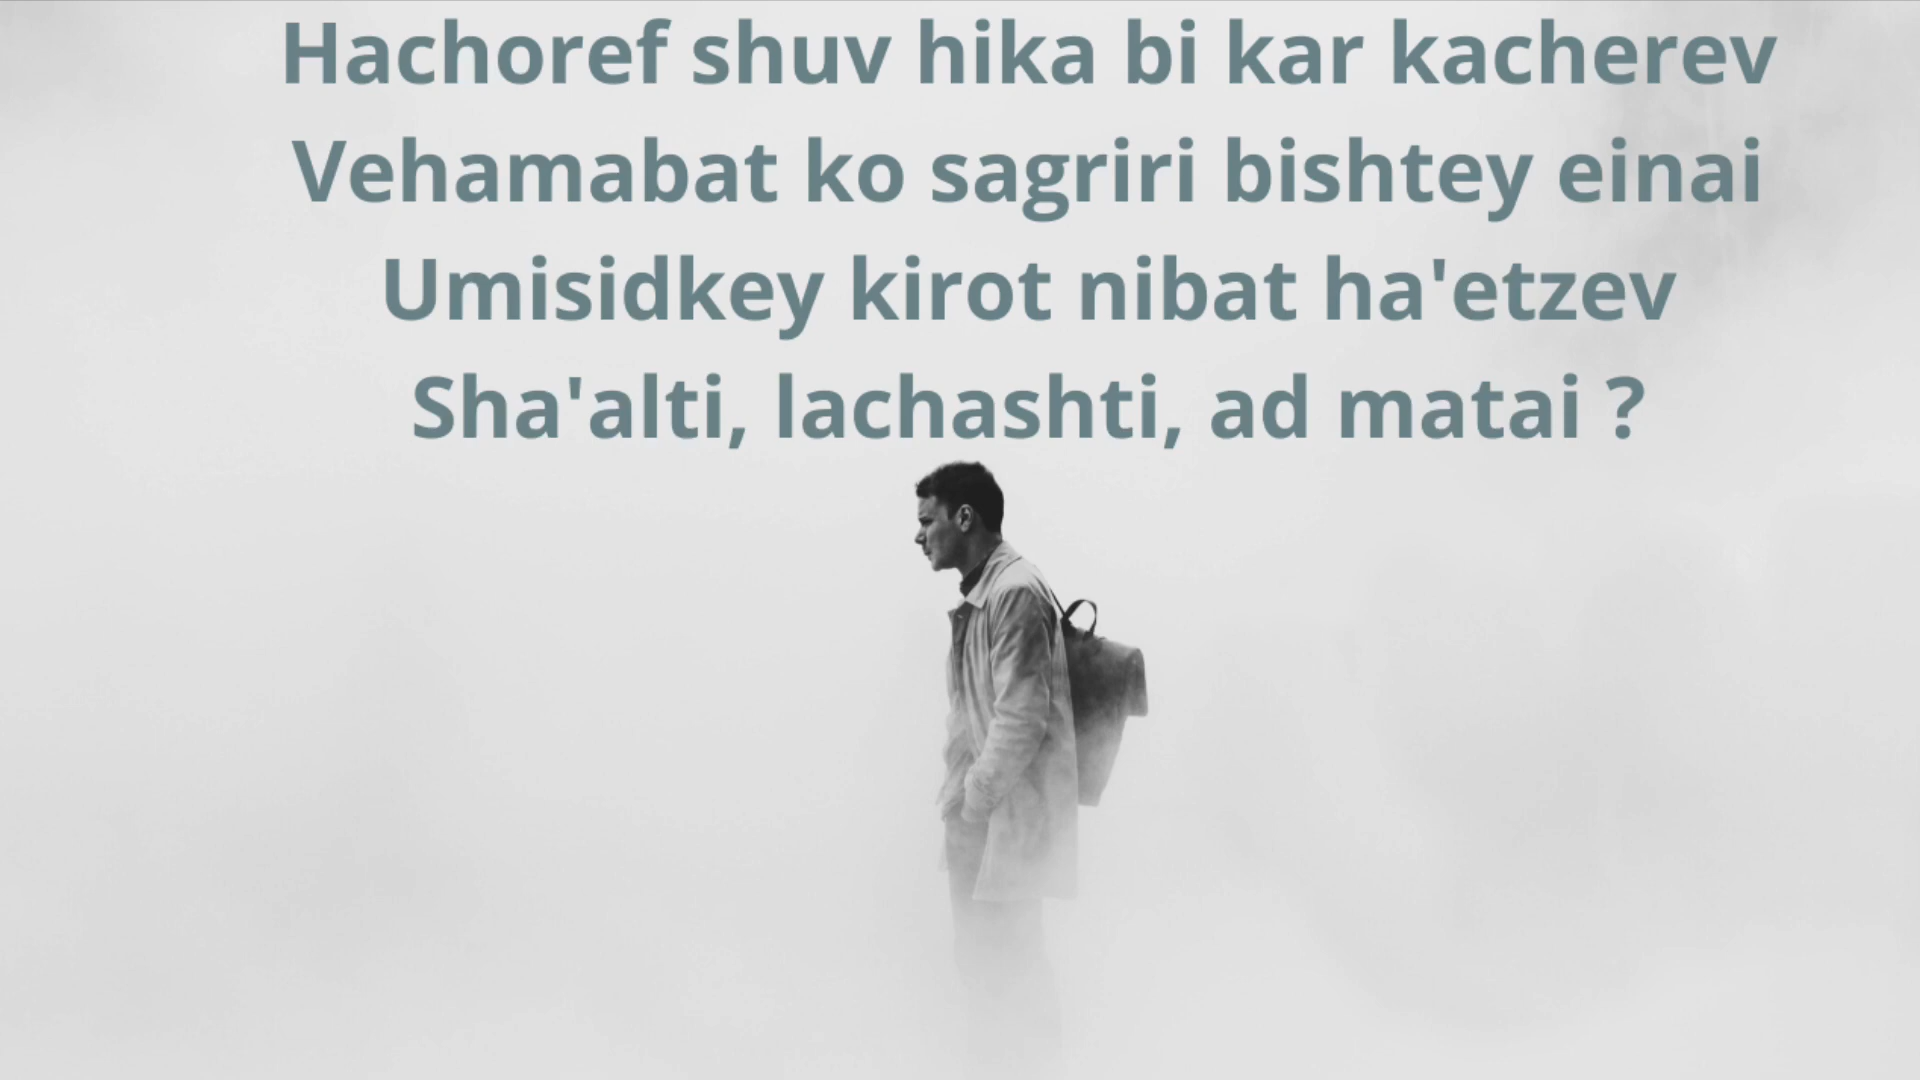 Hachoref shuv hika bi kar kacherev
Vehamabat ko sagriri bishtey einai
Umisidkey kirot nibat ha'etzev
Sha'alti, lachashti, ad matai ?